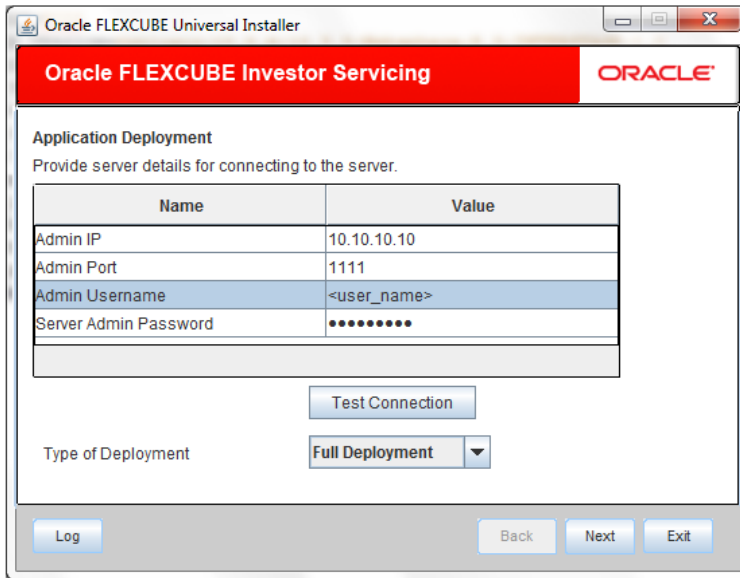 Oracle FLEXCUBE Universal Installer
Oracle FLEXCUBE Investor Servicing ORACLE
Application Deployment
Provide server details for connecting to the server.
Name Value
Admin IP 10.10.10.10
Admin Port 1111
Admin Username <user_name>
Server Admin Password •••••••••
Test Connection
Type of Deployment Full Deployment
Log Back Next Exit